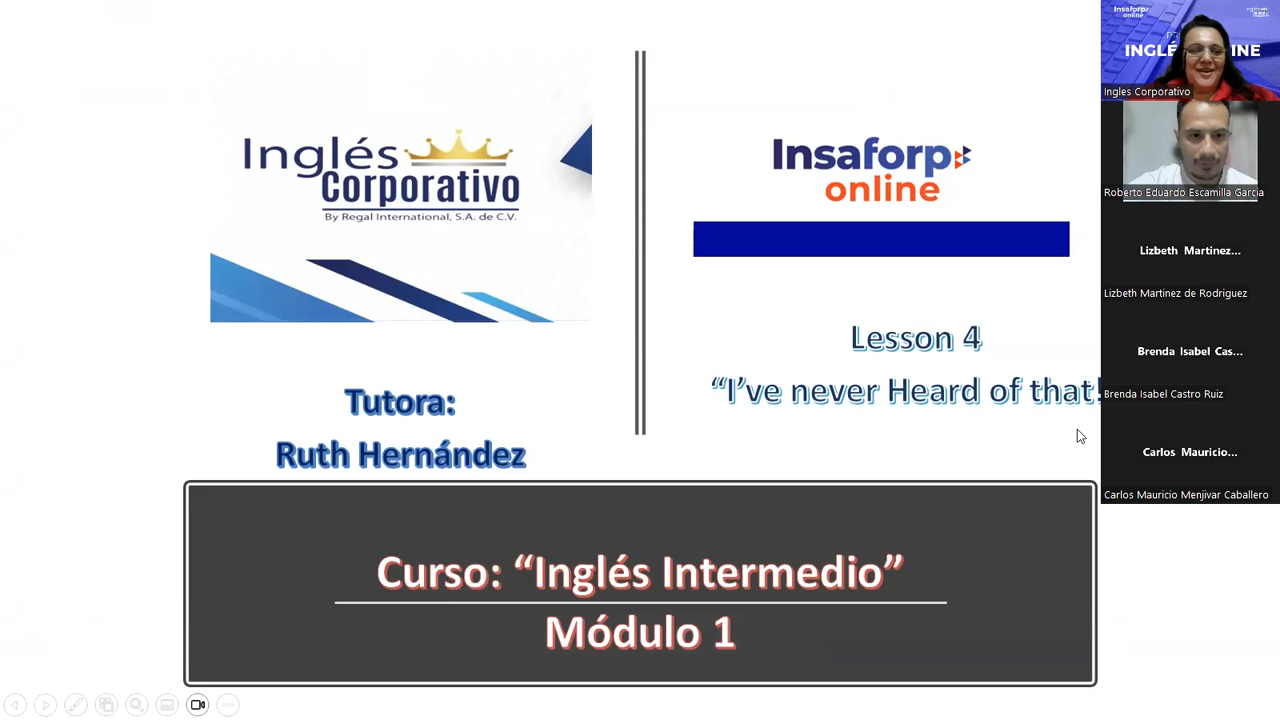 Inglés
Corporativo
By Regal International, S.A. de C.V.
Insaforp
online
Lesson 4
“I’ve never Heard of that!
Tutora:
Ruth Hernández
Curso: “Inglés Intermedio”
Módulo 1
Insaforp
online
INGLÉ INE
Ingles Corporativo
Roberto Eduardo Escamilla Garcia
Lizbeth Martinez...
Lizbeth Martinez de Rodriguez
Brenda Isabel Cas...
Brenda Isabel Castro Ruiz
Carlos Mauricio...
Carlos Mauricio Menjivar Caballero